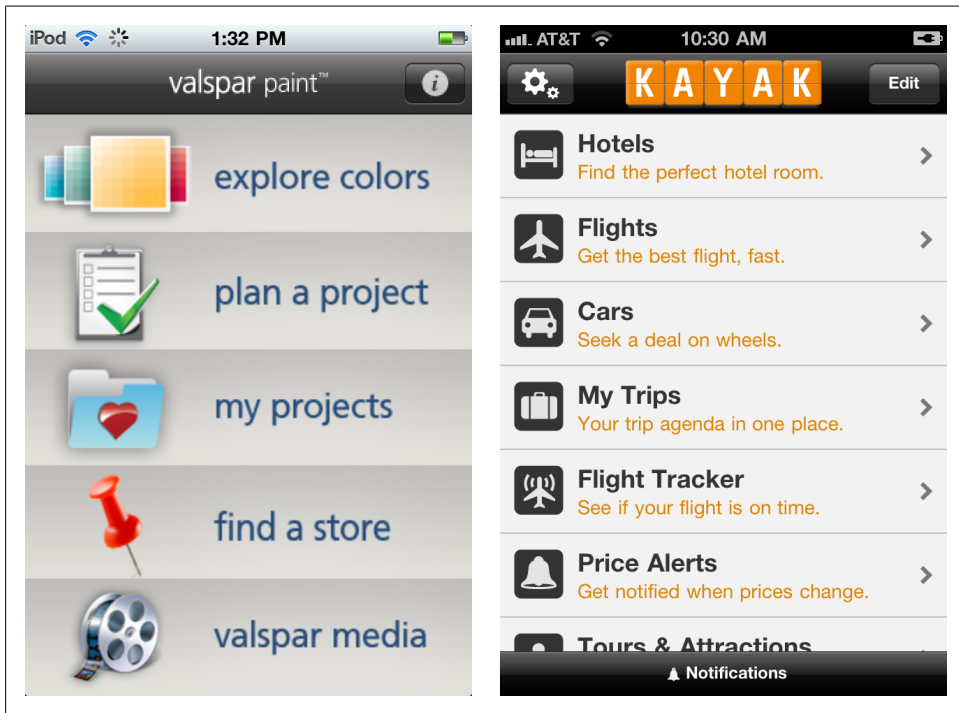 iPod 1:32 PM
valspar paint™ i
explore colors
plan a project
my projects
find a store
valspar media
AT&T 10:30 AM
KAYAK Edit
Hotels
Find the perfect hotel room.
Flights
Get the best flight, fast.
Cars
Seek a deal on wheels.
My Trips
Your trip agenda in one place.
Flight Tracker
See if your flight is on time.
Price Alerts
Get notified when prices change.
Tours & Attractions
Notifications